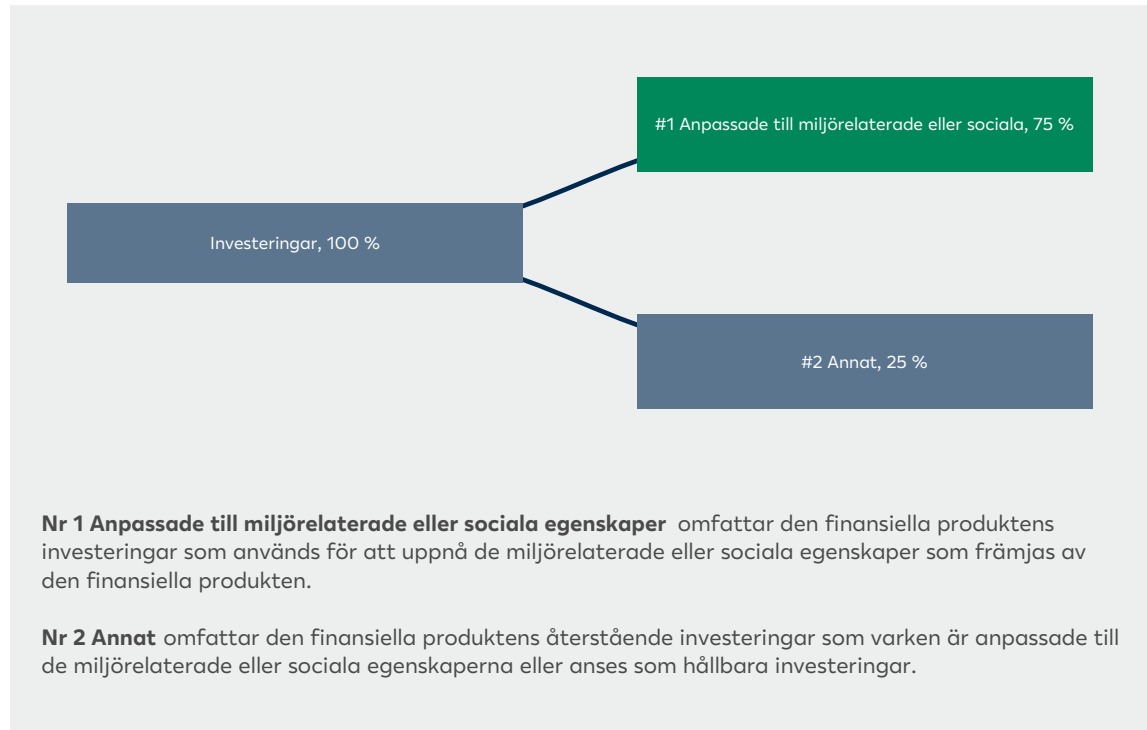 #1 Anpassade till miljörelaterade eller sociala, 75 %
Investeringar, 100 %
#2 Annat, 25 %
Nr 1 Anpassade till miljörelaterade eller sociala egenskaper omfattar den finansiella produktens
investeringar som används för att uppnå de miljörelaterade eller sociala egenskaper som främjas av
den finansiella produkten.
Nr 2 Annat omfattar den finansiella produktens återstående investeringar som varken är anpassade till
de miljörelaterade eller sociala egenskaperna eller anses som hållbara investeringar.